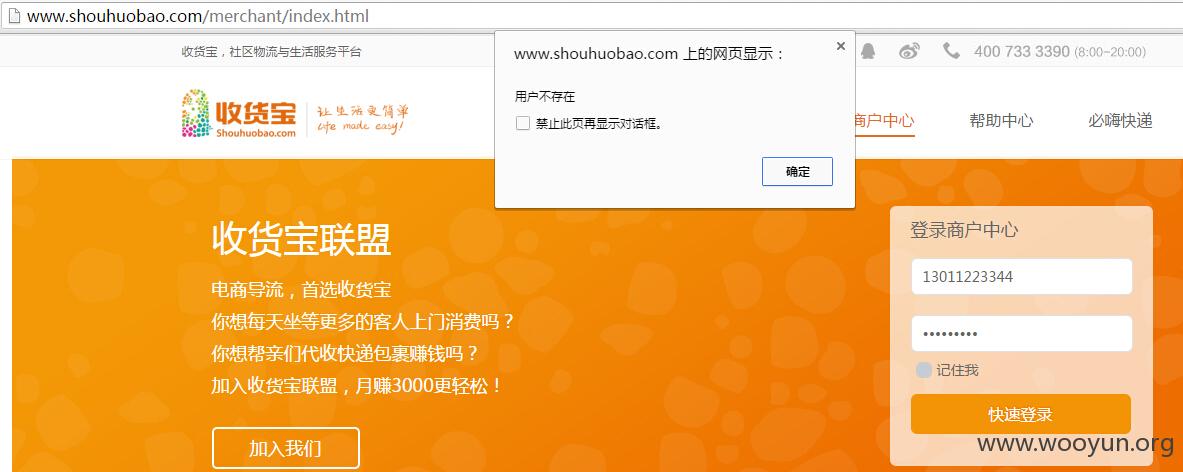 www.shouhuobao.com/merchant/index.html
收货宝，社区物流与生活服务平台
400 733 3390 (8:00~20:00)
www.shouhuobao.com 上的网页显示：
用户不存在
禁止此页再显示对话框。
确定
收货宝
Shouhuobao.com
让生活更简单
life made easy!
商户中心
帮助中心
必嗨快递
收货宝联盟
电商导流，首选收货宝
你想每天坐等更多的客人上门消费吗？
你想帮亲们代收快递包裹赚钱吗？
加入收货宝联盟，月赚3000更轻松！
加入我们
登录商户中心
13011223344
•••••••••
记住我
快速登录
www.wooyun.org